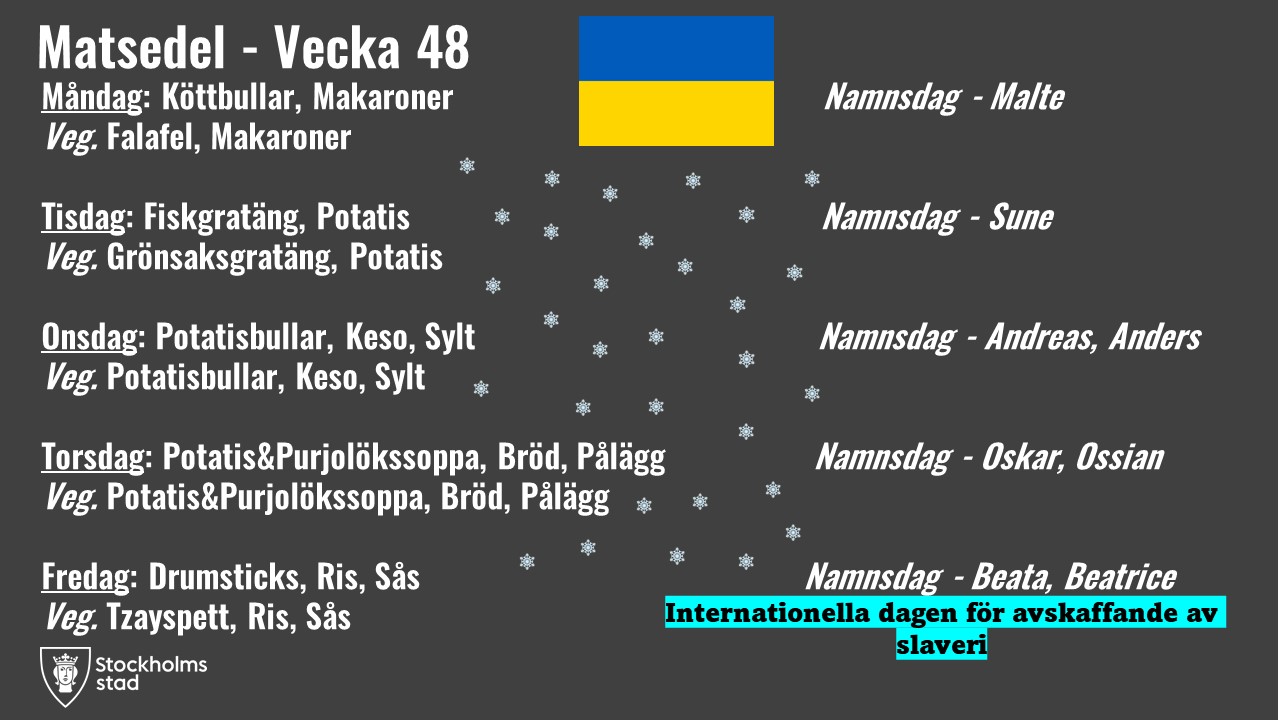 Matsedel - Vecka 48
Måndag: Köttbullar, Makaroner
Namnsdag - Malte
Veg. Falafel, Makaroner
Tisdag: Fiskgratäng, Potatis
Namnsdag - Sune
Veg. Grönsaksgratäng, Potatis
Onsdag: Potatisbullar, Keso, Sylt
Namnsdag - Andreas, Anders
Veg. Potatisbullar, Keso, Sylt
Torsdag: Potatis&Purjolökssoppa, Bröd, Pålägg
Namnsdag - Oskar, Ossian
Veg. Potatis&Purjolökssoppa, Bröd, Pålägg
Fredag: Drumsticks, Ris, Sås
Namnsdag - Beata, Beatrice
Veg. Tzayspett, Ris, Sås
Internationella dagen för avskaffande av
slaveri
Stockholms
stad